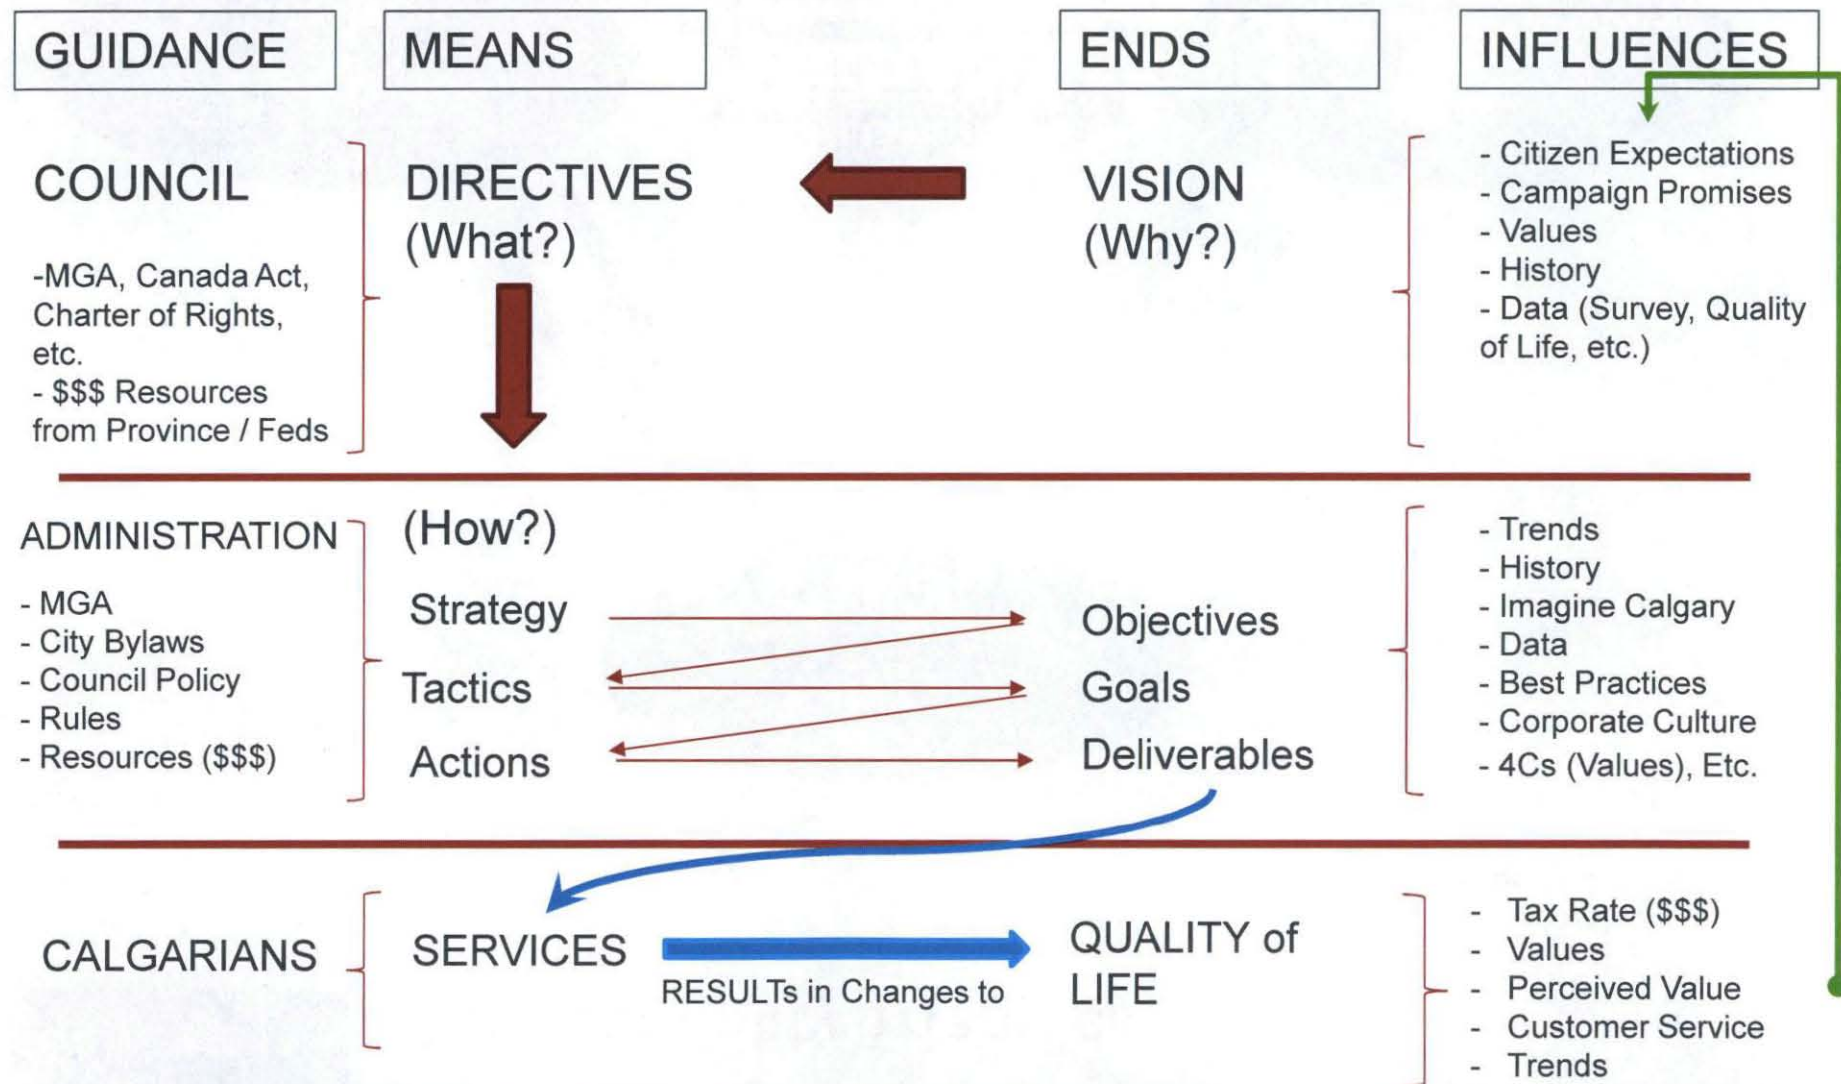 GUIDANCE
MEANS
ENDS
INFLUENCES
COUNCIL
-MGA, Canada Act,
Charter of Rights,
etc.
- $$$ Resources
from Province / Feds
DIRECTIVES
(What?)
VISION
(Why?)
- Citizen Expectations
- Campaign Promises
- Values
- History
- Data (Survey, Quality
of Life, etc.)
ADMINISTRATION
- MGA
- City Bylaws
- Council Policy
- Rules
- Resources ($$$)
(How?)
Strategy
Tactics
Actions
Objectives
Goals
Deliverables
- Trends
- History
- Imagine Calgary
- Data
- Best Practices
- Corporate Culture
- 4Cs (Values), Etc.
CALGARIANS
SERVICES
RESULTs in Changes to
QUALITY of
LIFE
- Tax Rate ($$$)
- Values
- Perceived Value
- Customer Service
- Trends